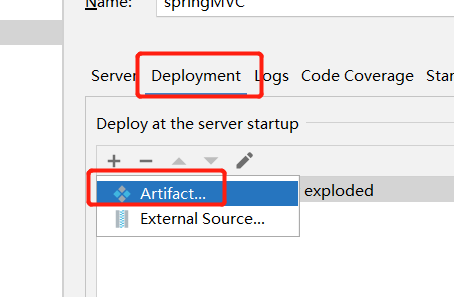 Name: springMVC
Server Deployment Logs Code Coverage Star
Deploy at the server startup
Artifact... exploded
External Source...